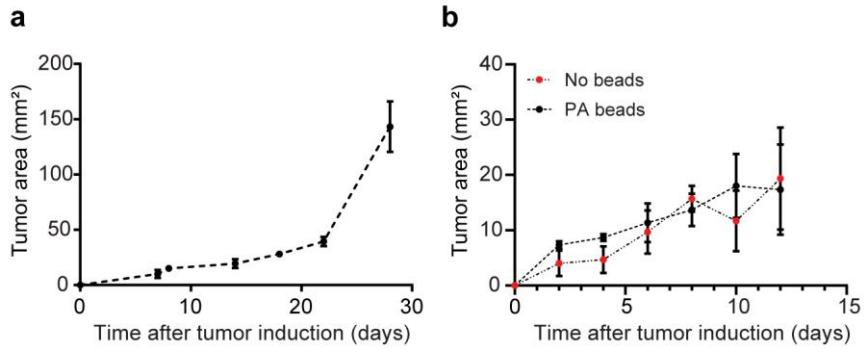 a
200
150
100
50
0
0 10 20 30
Tumor area (mm²)
Time after tumor induction (days)
b
40
30
20
10
0
0 5 10 15
Tumor area (mm²)
No beads
PA beads
Time after tumor induction (days)